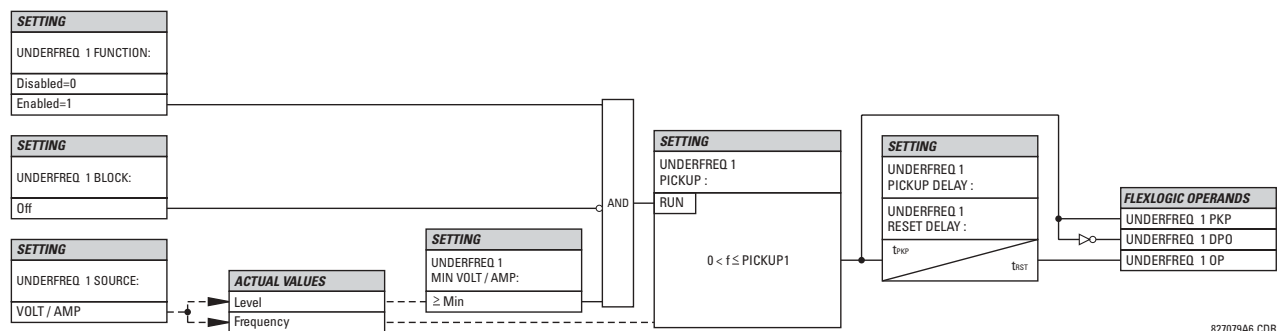 SETTING
UNDERFREQ 1 FUNCTION:
Disabled=0
Enabled=1
SETTING
UNDERFREQ 1 BLOCK:
Off
SETTING
UNDERFREQ 1 SOURCE:
VOLT / AMP
ACTUAL VALUES
Level
Frequency
SETTING
UNDERFREQ 1
MIN VOLT / AMP:
≥ Min
AND
SETTING
UNDERFREQ 1
PICKUP :
RUN
0 < f ≤ PICKUP1
SETTING
UNDERFREQ 1
PICKUP DELAY :
UNDERFREQ 1
RESET DELAY :
tPKP
tRST
FLEXLOGIC OPERANDS
UNDERFREQ 1 PKP
UNDERFREQ 1 DPO
UNDERFREQ 1 OP
827079A6.CDR